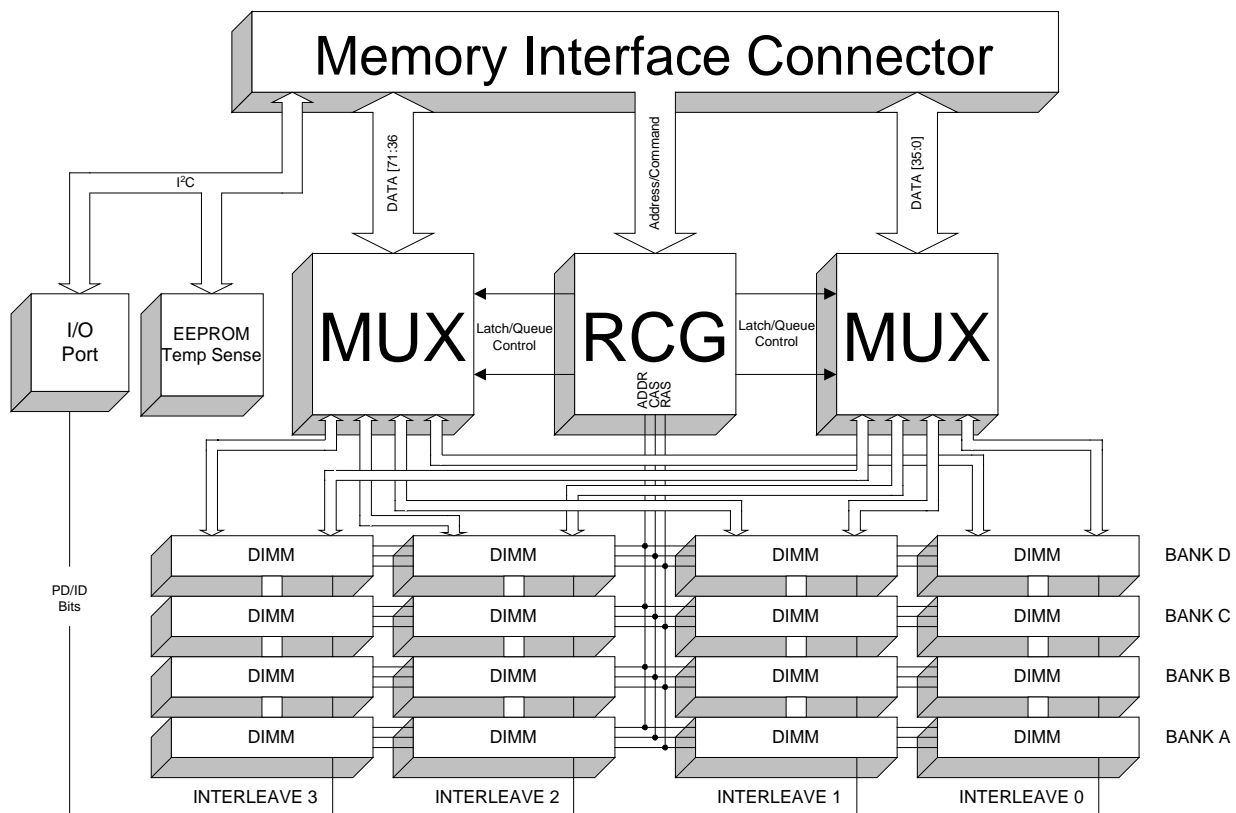 Memory Interface Connector
I²C
DATA [71:36
Address/Command
DATA [35:0]
I/O
Port
EEPROM
Temp Sense
MUX
Latch/Queue
Control
RCG
Latch/Queue
Control
MUX
ADDR
CAS
RAS
PD/ID
Bits
DIMM
DIMM
DIMM
DIMM
BANK D
DIMM
DIMM
DIMM
DIMM
BANK C
DIMM
DIMM
DIMM
DIMM
BANK B
DIMM
DIMM
DIMM
DIMM
BANK A
INTERLEAVE 3
INTERLEAVE 2
INTERLEAVE 1
INTERLEAVE 0